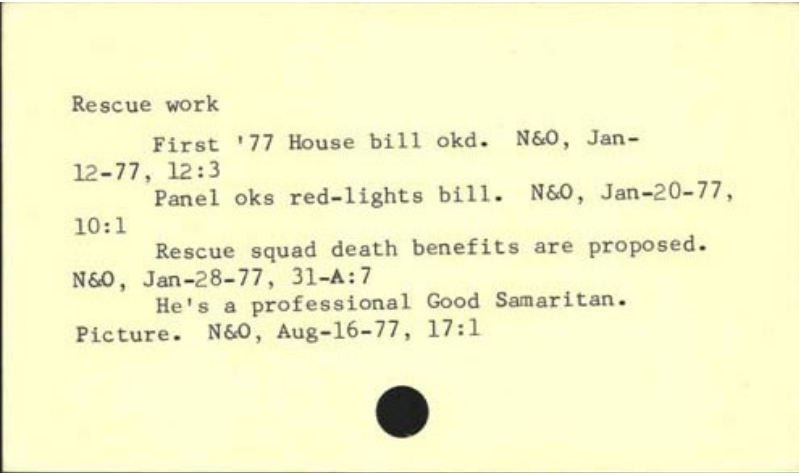 Rescue work
First '77 House bill okd. N&O, Jan-
12-77, 12:3
Panel oks red-lights bill. N&O, Jan-20-77,
10:1
Rescue squad death benefits are proposed.
N&O, Jan-28-77, 31-A:7
He's a professional Good Samaritan.
Picture. N&O, Aug-16-77, 17:1